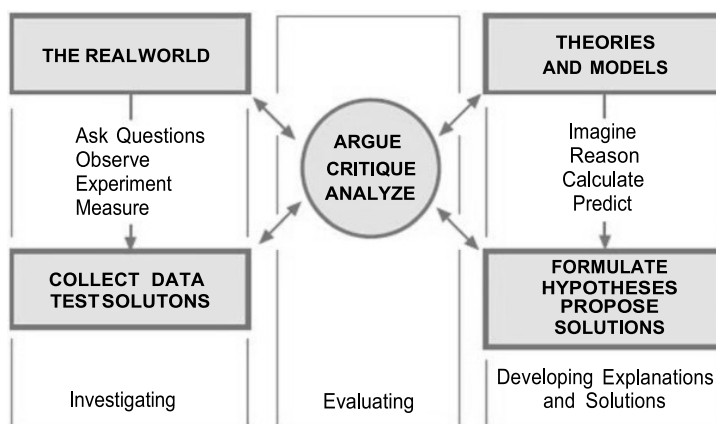 THE REALWORLD
Ask Questions
Observe
Experiment
Measure
COLLECT DATA
TEST SOLUTONS
Investigating
ARGUE
CRITIQUE
ANALYZE
Evaluating
THEORIES
AND MODELS
Imagine
Reason
Calculate
Predict
FORMULATE
HYPOTHESES
PROPOSE
SOLUTIONS
Developing Explanations
and Solutions